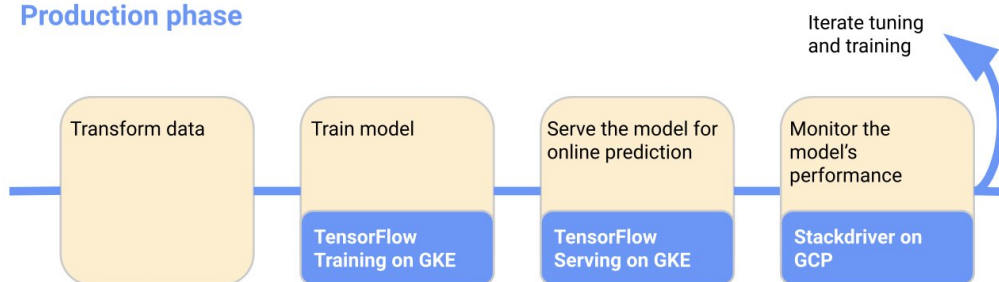 Production phase
Iterate tuning
and training
Transform data
Train model
Serve the model for
online prediction
Monitor the
model's
performance
TensorFlow
Training on GKE
TensorFlow
Serving on GKE
Stackdriver on
GCP